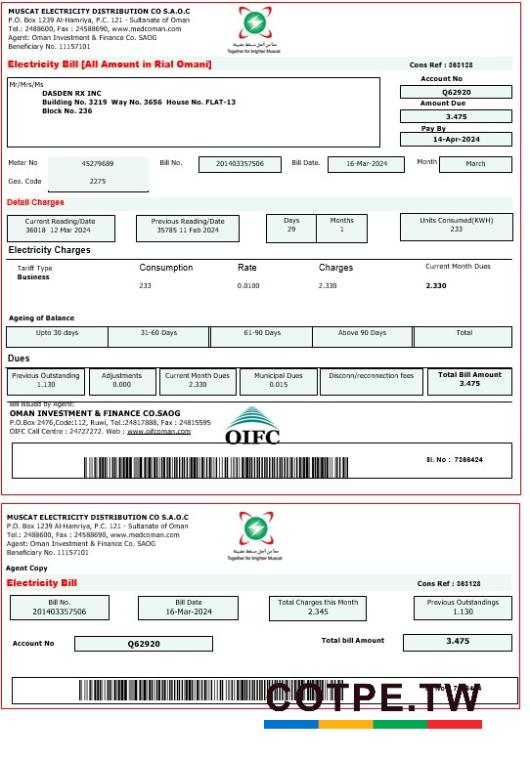 MUSCAT ELECTRICITY DISTRIBUTION CO S.A.O.C
P.O. Box 1239 Al-Hamriya, P.C. 121 - Sultanate of Oman
Tel.: 2488600, Fax : 24588690, www.medcoman.com
Agent: Oman Investment & Finance Co. SAOG
Beneficiary No. 11157101
معا من أجل مسقط مضيئة
Together for brighter Muscat
Electricity Bill [All Amount in Rial Omani]
Cons Ref : 363128
Mr/Mrs/Ms
DASDEN RX INC
Building No. 3219 Way No. 3656 House No. FLAT-13
Block No. 236
Account No
Q62920
Amount Due
3.475
Pay By
14-Apr-2024
Meter No 45279689 Bill No. 201403357506 Bill Date. 16-Mar-2024 Month March
Geo. Code 2275
Detail Charges
Current Reading/Date Previous Reading/Date Days Months Units Consumed(KWH)
36018 12 Mar 2024 35785 11 Feb 2024 29 1 233
Electricity Charges
Tariff Type Consumption Rate Charges Current Month Dues
Business
233 0.0100 2.330 2.330
Ageing of Balance
Upto 30 days 31-60 Days 61-90 Days Above 90 Days Total
Dues
Previous Outstanding Adjustments Current Month Dues Municipal Dues Disconn/reconnection fees Total Bill Amount
1.130 0.000 2.330 0.015 3.475
Bill Issued by Agent:
OMAN INVESTMENT & FINANCE CO.SAOG
P.O.Box 2476,Code:112, Ruwi, Tel:24817888, Fax : 24815595
OIFC Call Centre : 24727272. Web : www.oifcoman.com
OIFC
Bl. No : 7366424
MUSCAT ELECTRICITY DISTRIBUTION CO S.A.O.C
P.O. Box 1239 Al-Hamriya, P.C. 121 - Sultanate of Oman
Tel.: 2488600, Fax : 24588690, www.medcoman.com
Agent: Oman Investment & Finance Co. SAOG
Beneficiary No. 11157101
معا من أجل مسقط مضيئة
Together for brighter Muscat
Agent Copy
Electricity Bill
Cons Ref : 363128
Bill No. Bill Date Total Charges this Month Previous Outstandings
201403357506 16-Mar-2024 2.345 1.130
Account No Q62920 Total bill Amount 3.475
COTPE.TW